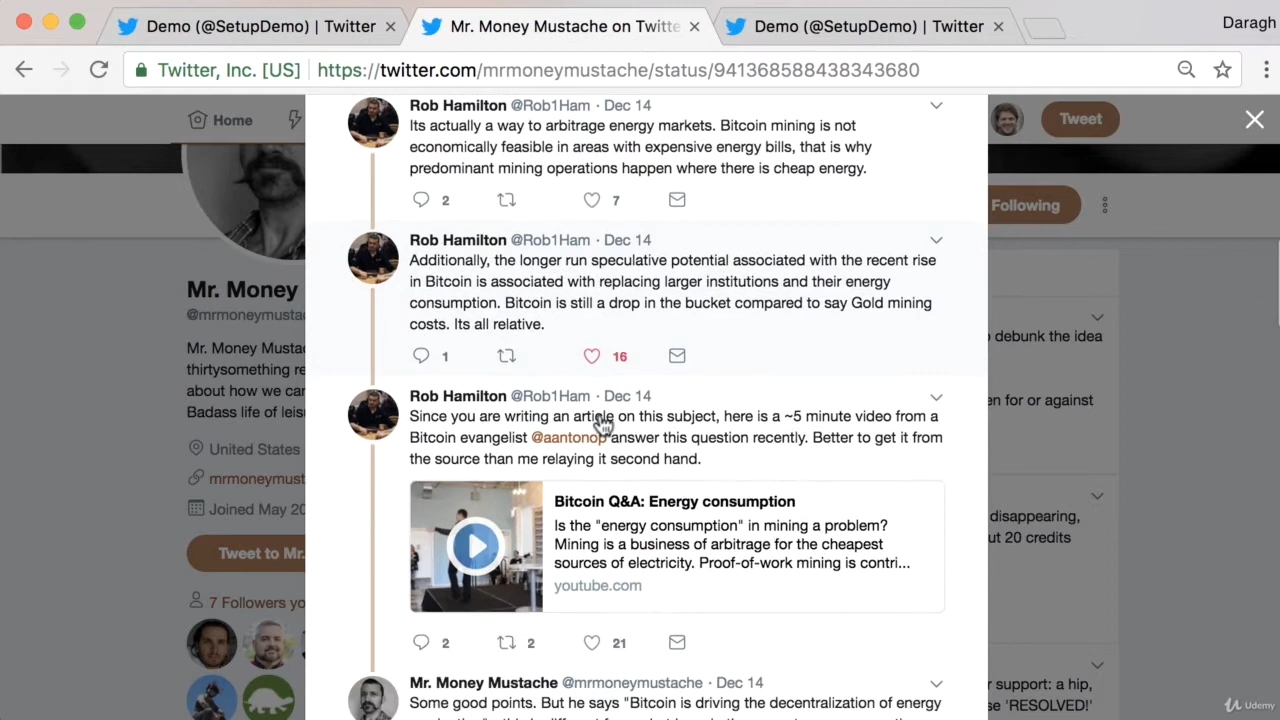 Demo (@SetupDemo) | Twitter
Mr. Money Mustache on Twitte
Demo (@SetupDemo) | Twitter
Daragh
Twitter, Inc. [US] | https://twitter.com/mrmoneymustache/status/941368588438343680
Home
Tweet
Following
Mr. Money
@mrmoneymusta
Mr. Money Musta
thirtysomething re
about how we car
Badass life of leis
United States
mrmoneymust
Joined May 20
Tweet to Mr.
7 Followers yo
Rob Hamilton @Rob1Ham · Dec 14
Its actually a way to arbitrage energy markets. Bitcoin mining is not
economically feasible in areas with expensive energy bills, that is why
predominant mining operations happen where there is cheap energy.
2 7
Rob Hamilton @Rob1Ham · Dec 14
Additionally, the longer run speculative potential associated with the recent rise
in Bitcoin is associated with replacing larger institutions and their energy
consumption. Bitcoin is still a drop in the bucket compared to say Gold mining
costs. Its all relative.
1 16
Rob Hamilton @Rob1Ham · Dec 14
Since you are writing an article on this subject, here is a ~5 minute video from a
Bitcoin evangelist @aantonop answer this question recently. Better to get it from
the source than me relaying it second hand.
Bitcoin Q&A: Energy consumption
Is the "energy consumption" in mining a problem?
Mining is a business of arbitrage for the cheapest
sources of electricity. Proof-of-work mining is contri...
youtube.com
2 2 21
Mr. Money Mustache @mrmoneymustache · Dec 14
Some good points. But he says "Bitcoin is driving the decentralization of energy
debunk the idea
en for or against
disappearing,
ut 20 credits
r support: a hip,
se 'RESOLVED!'
Udemy